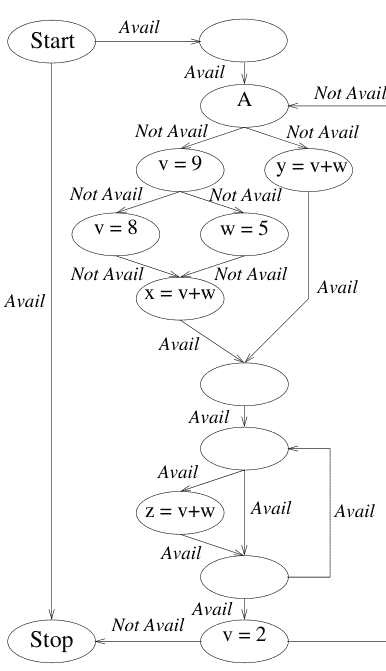 Avail
Start
Avail
A
Not Avail
Not Avail
Not Avail
v = 9
y = v+w
Not Avail
Not Avail
v = 8
w = 5
Not Avail
Not Avail
x = v+w
Avail
Avail
Avail
Avail
Avail
z = v+w
Avail
Avail
Avail
Avail
Not Avail
v = 2
Stop